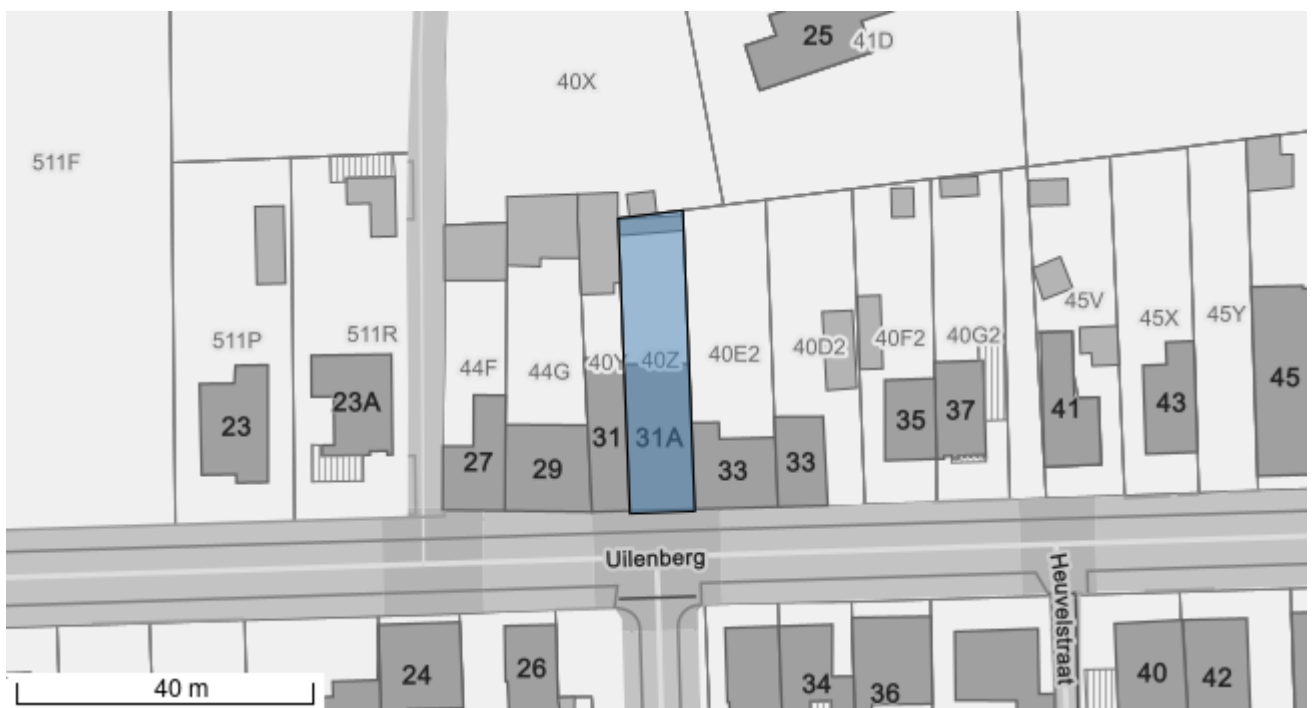 25
41D
40X
511F
511P
511R
44F
44G
40Y
40Z
40E2
40D2
40F2
40G2
45V
45X
45Y
23
23A
27
29
31
31A
33
33
35
37
41
43
45
Uilenberg
Heuvelstraat
24
26
34
36
40
42
40 m